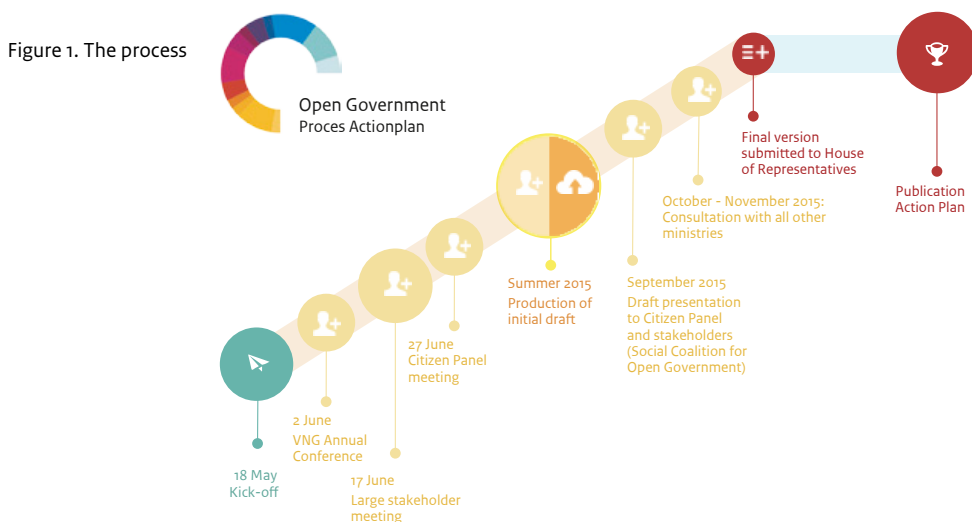 Figure 1. The process
Open Government
Proces Actionplan
18 May
Kick-off
2 June
VNG Annual
Conference
17 June
Large stakeholder
meeting
27 June
Citizen Panel
meeting
Summer 2015
Production of
initial draft
September 2015
Draft presentation
to Citizen Panel
and stakeholders
(Social Coalition for
Open Government)
October - November 2015:
Consultation with all other
ministries
Final version
submitted to House
of Representatives
Publication
Action Plan